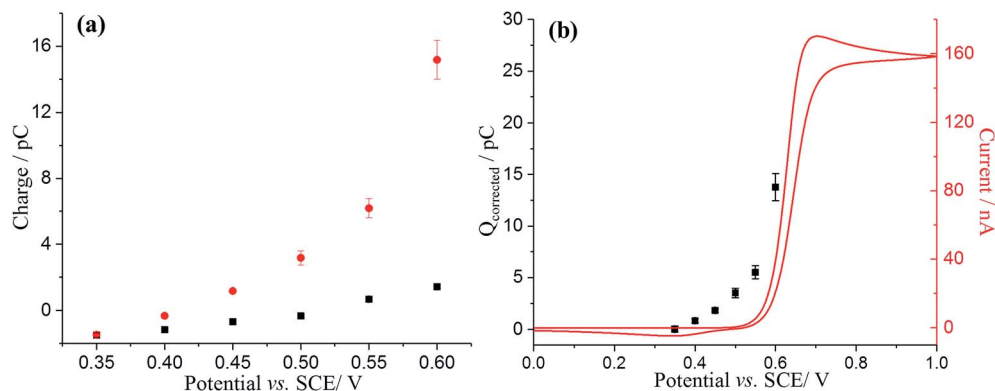 (a)
16
12
8
4
0
Charge / pC
0.35 0.40 0.45 0.50 0.55 0.60
Potential vs. SCE/ V
(b)
30
25
20
15
10
5
0
Qcorrected / pC
0.0 0.2 0.4 0.6 0.8 1.0
Potential vs. SCE/ V
160
120
80
40
0
Current / nA